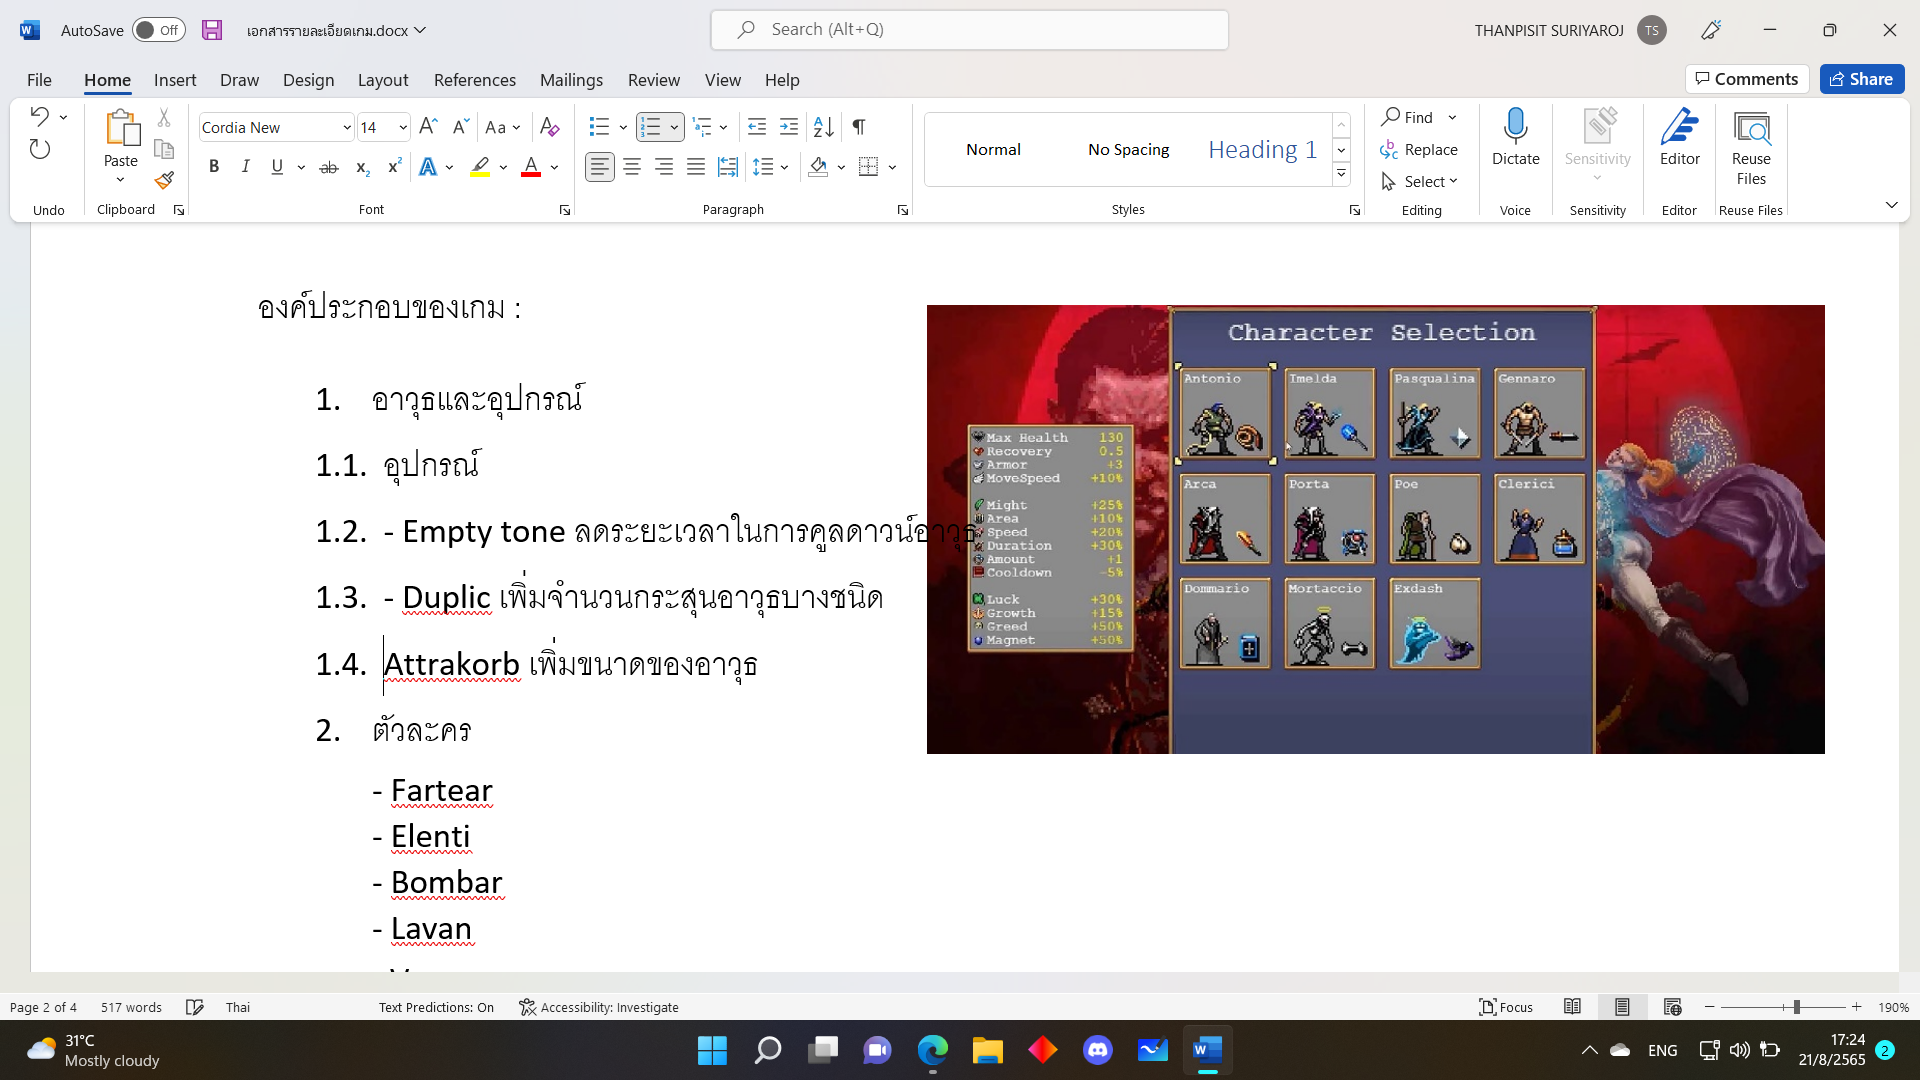 AutoSave Off เอกสารรายละเอียดเกม.docx Search (Alt+Q) THANPISIT SURIYAROJ TS
File Home Insert Draw Design Layout References Mailings Review View Help Comments Share
Cordia New 14 Aa
Paste
Normal No Spacing Heading 1
Find
Replace
Select
Dictate Sensitivity Editor Reuse Files
Undo Clipboard Font Paragraph Styles Editing Voice Sensitivity Editor Reuse Files
องค์ประกอบของเกม :
1. อาวุธและอุปกรณ์
1.1. อุปกรณ์
1.2. - Empty tone ลดระยะเวลาในการคูลดาวน์อาวุธ
1.3. - Duplic เพิ่มจำนวนกระสุนอาวุธบางชนิด
1.4. Attrakorb เพิ่มขนาดของอาวุธ
2. ตัวละคร
- Fartear
- Elenti
- Bombar
- Lavan
Character Selection
Antonio Imelda Pasqualina Gennaro
Arca Porta Poe Clerici
Dommario Mortaccio Exdash
Max Health 130
Recovery 0.5
Armor +3
MoveSpeed +10%
Might +25%
Area +10%
Speed +20%
Duration +30%
Amount +1
Cooldown -5%
Luck +30%
Growth +15%
Greed +50%
Magnet +50%
Page 2 of 4 517 words Thai Text Predictions: On Accessibility: Investigate Focus 190%
31°C
Mostly cloudy
ENG
17:24
21/8/2565
2